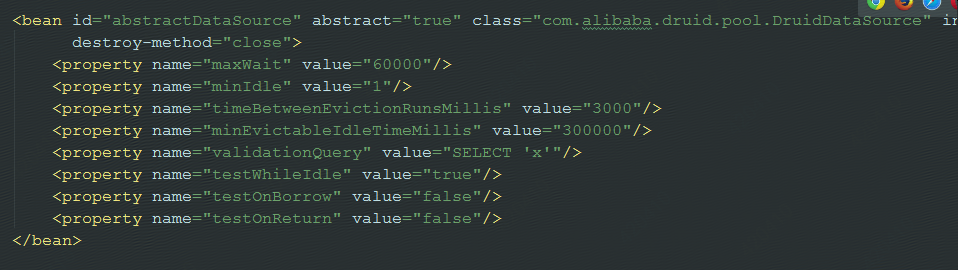 <bean id="abstractDataSource" abstract="true" class="com.alibaba.druid.pool.DruidDataSource" in
destroy-method="close">
<property name="maxWait" value="60000"/>
<property name="minIdle" value="1"/>
<property name="timeBetweenEvictionRunsMillis" value="3000"/>
<property name="minEvictableIdleTimeMillis" value="300000"/>
<property name="validationQuery" value="SELECT 'x'"/>
<property name="testWhileIdle" value="true"/>
<property name="testOnBorrow" value="false"/>
<property name="testOnReturn" value="false"/>
</bean>